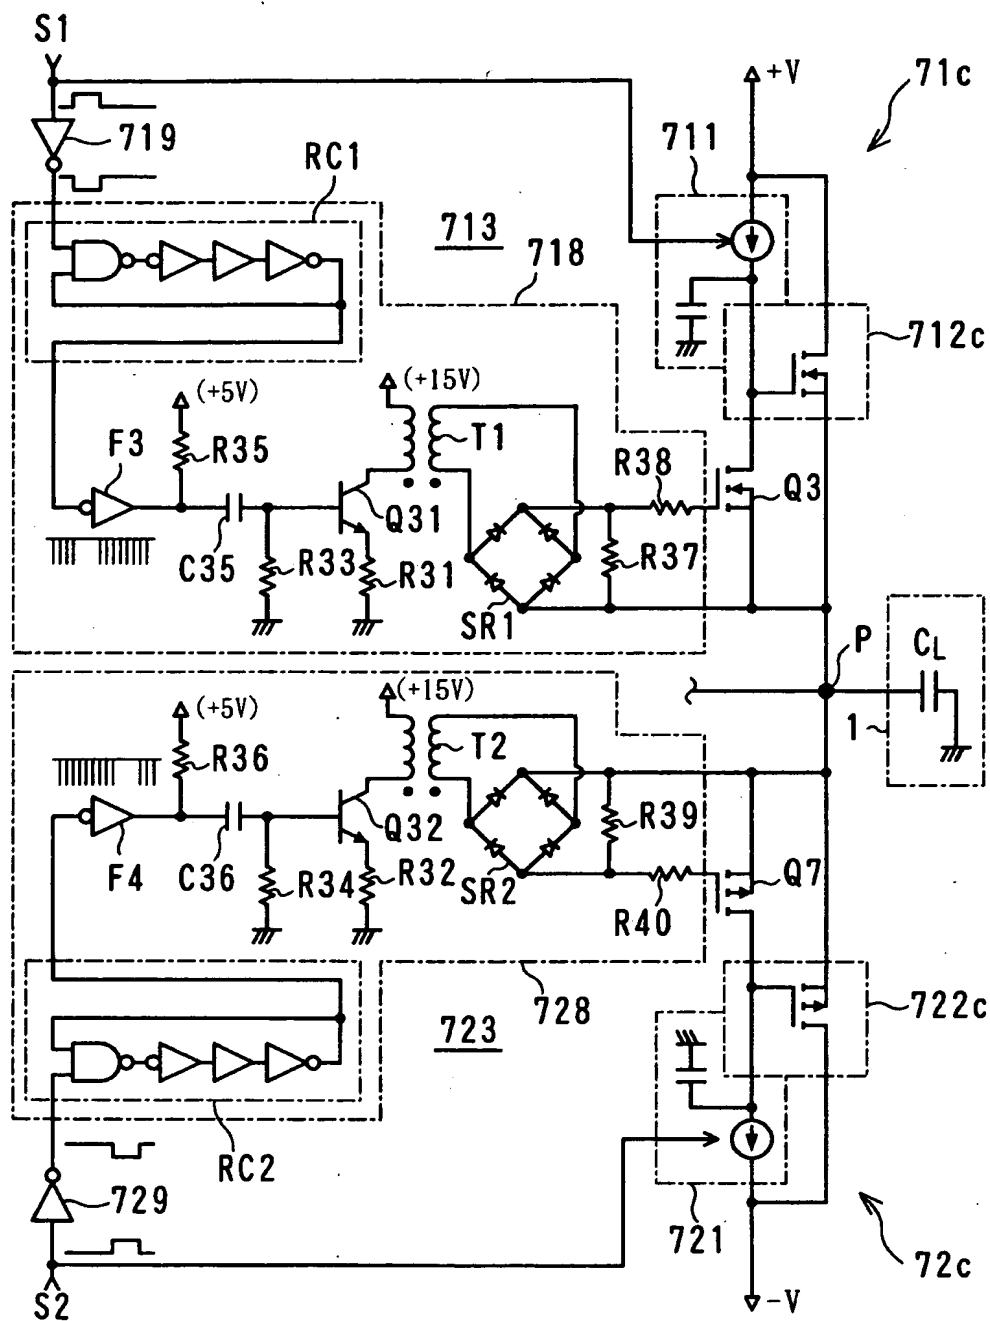 S1
+V
71c
719
RC1
711
713
718
712c
(+5V)
(+15V)
F3
R35
T1
R38
Q3
Q31
C35
R33
R31
R37
SR1
P
CL
(+5V)
(+15V)
1
R36
T2
R39
Q32
F4
C36
R34
R32
SR2
Q7
R40
728
722c
723
RC2
729
721
72c
S2
-V